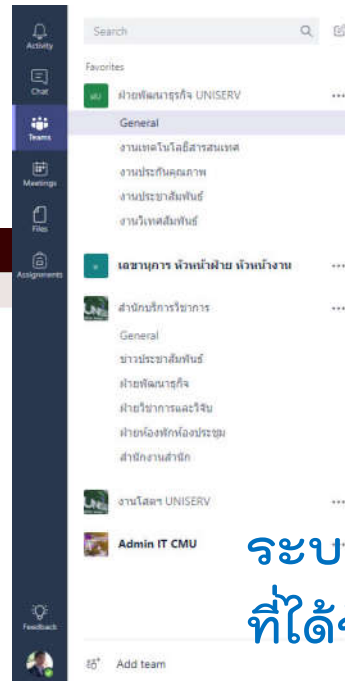 Activity
Chat
Teams
Meetings
Files
Assignments
Feedback
Search
Favorites
ฝ่ายพัฒนาธุรกิจ UNISERV
General
งานเทคโนโลยีสารสนเทศ
งานประกันคุณภาพ
งานประชาสัมพันธ์
งานวิเทศสัมพันธ์
เลขานุการ หัวหน้าฝ่าย หัวหน้างาน
สำนักบริการวิชาการ
General
ข่าวประชาสัมพันธ์
ฝ่ายพัฒนาธุรกิจ
ฝ่ายวิชาการและวิจัย
ฝ่ายห้องพักห้องประชุม
สำนักงานสำนัก
งานโสตฯ UNISERV
Admin IT CMU
ระบ
ที่ได้
Add team